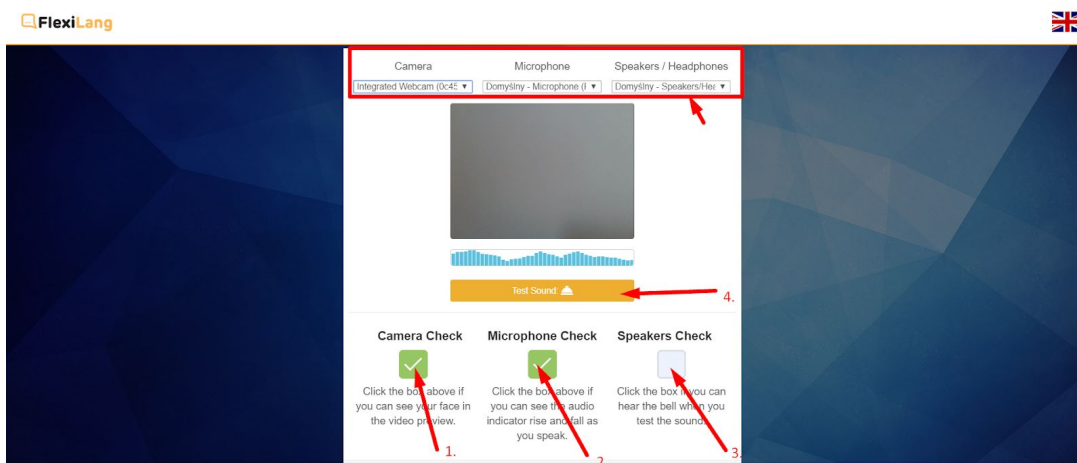 FlexiLang
Camera Microphone Speakers / Headphones
Integrated Webcam (0c45 Domyślny - Microphone (F Domyślny - Speakers/Hea
Test Sound:
4.
Camera Check Microphone Check Speakers Check
Click the box above if Click the box above if Click the box if you can
you can see your face in you can see the audio hear the bell when you
the video preview. indicator rise and fall as test the sound.
you speak.
1. 2. 3.